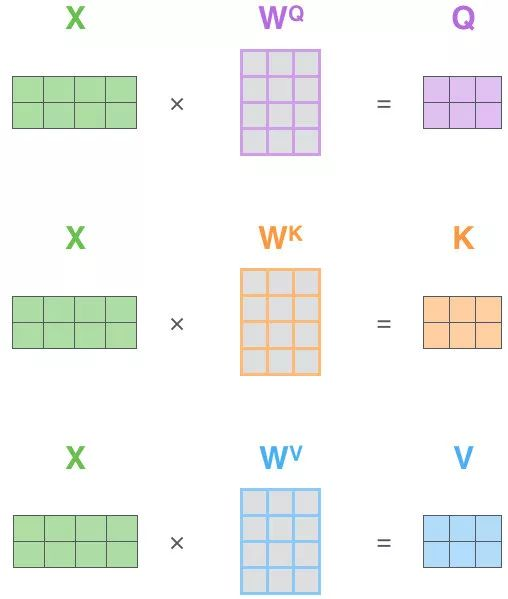 X W^Q Q
× =
X W^K K
× =
X W^V V
× =